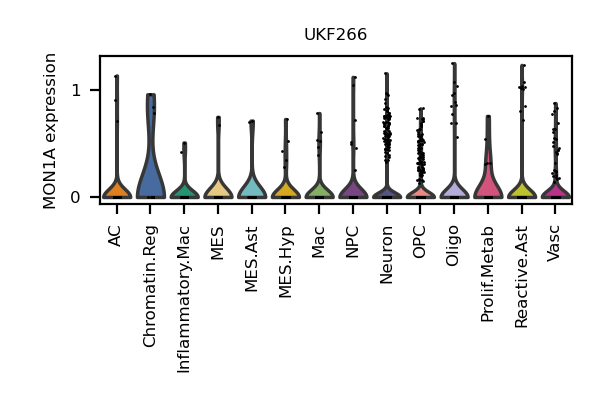 UKF266
MON1A expression
1
0
AC
Chromatin.Reg
Inflammatory.Mac
MES
MES.Ast
MES.Hyp
Mac
NPC
Neuron
OPC
Oligo
Prolif.Metab
Reactive.Ast
Vasc